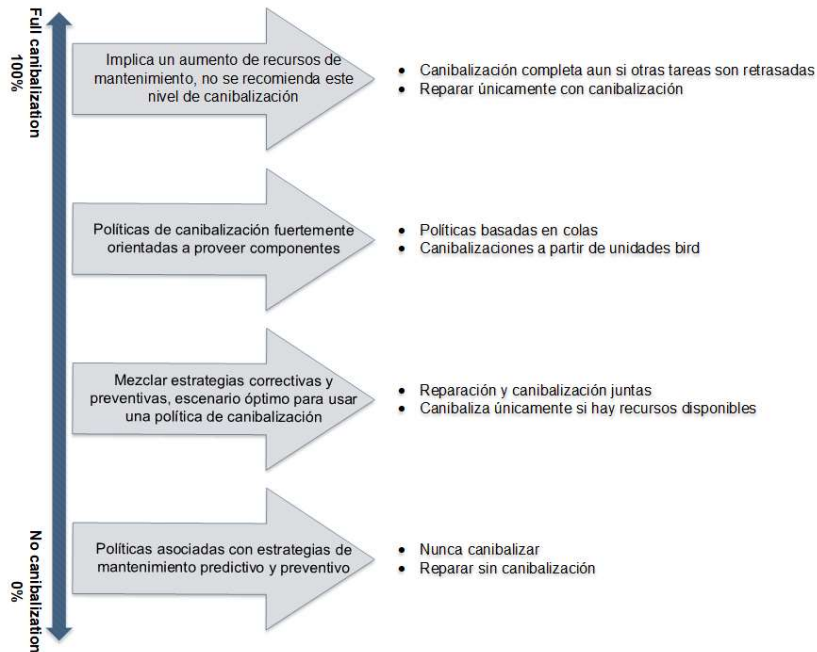 Full canibalization
100%
Implica un aumento de recursos de
mantenimiento, no se recomienda este
nivel de canibalización
• Canibalización completa aun si otras tareas son retrasadas
• Reparar únicamente con canibalización
Políticas de canibalización fuertemente
orientadas a proveer componentes
• Políticas basadas en colas
• Canibalizaciones a partir de unidades bird
Mezclar estrategias correctivas y
preventivas, escenario óptimo para usar
una política de canibalización
• Reparación y canibalización juntas
• Canibaliza únicamente si hay recursos disponibles
Políticas asociadas con estrategias de
mantenimiento predictivo y preventivo
• Nunca canibalizar
• Reparar sin canibalización
No canibalization
0%